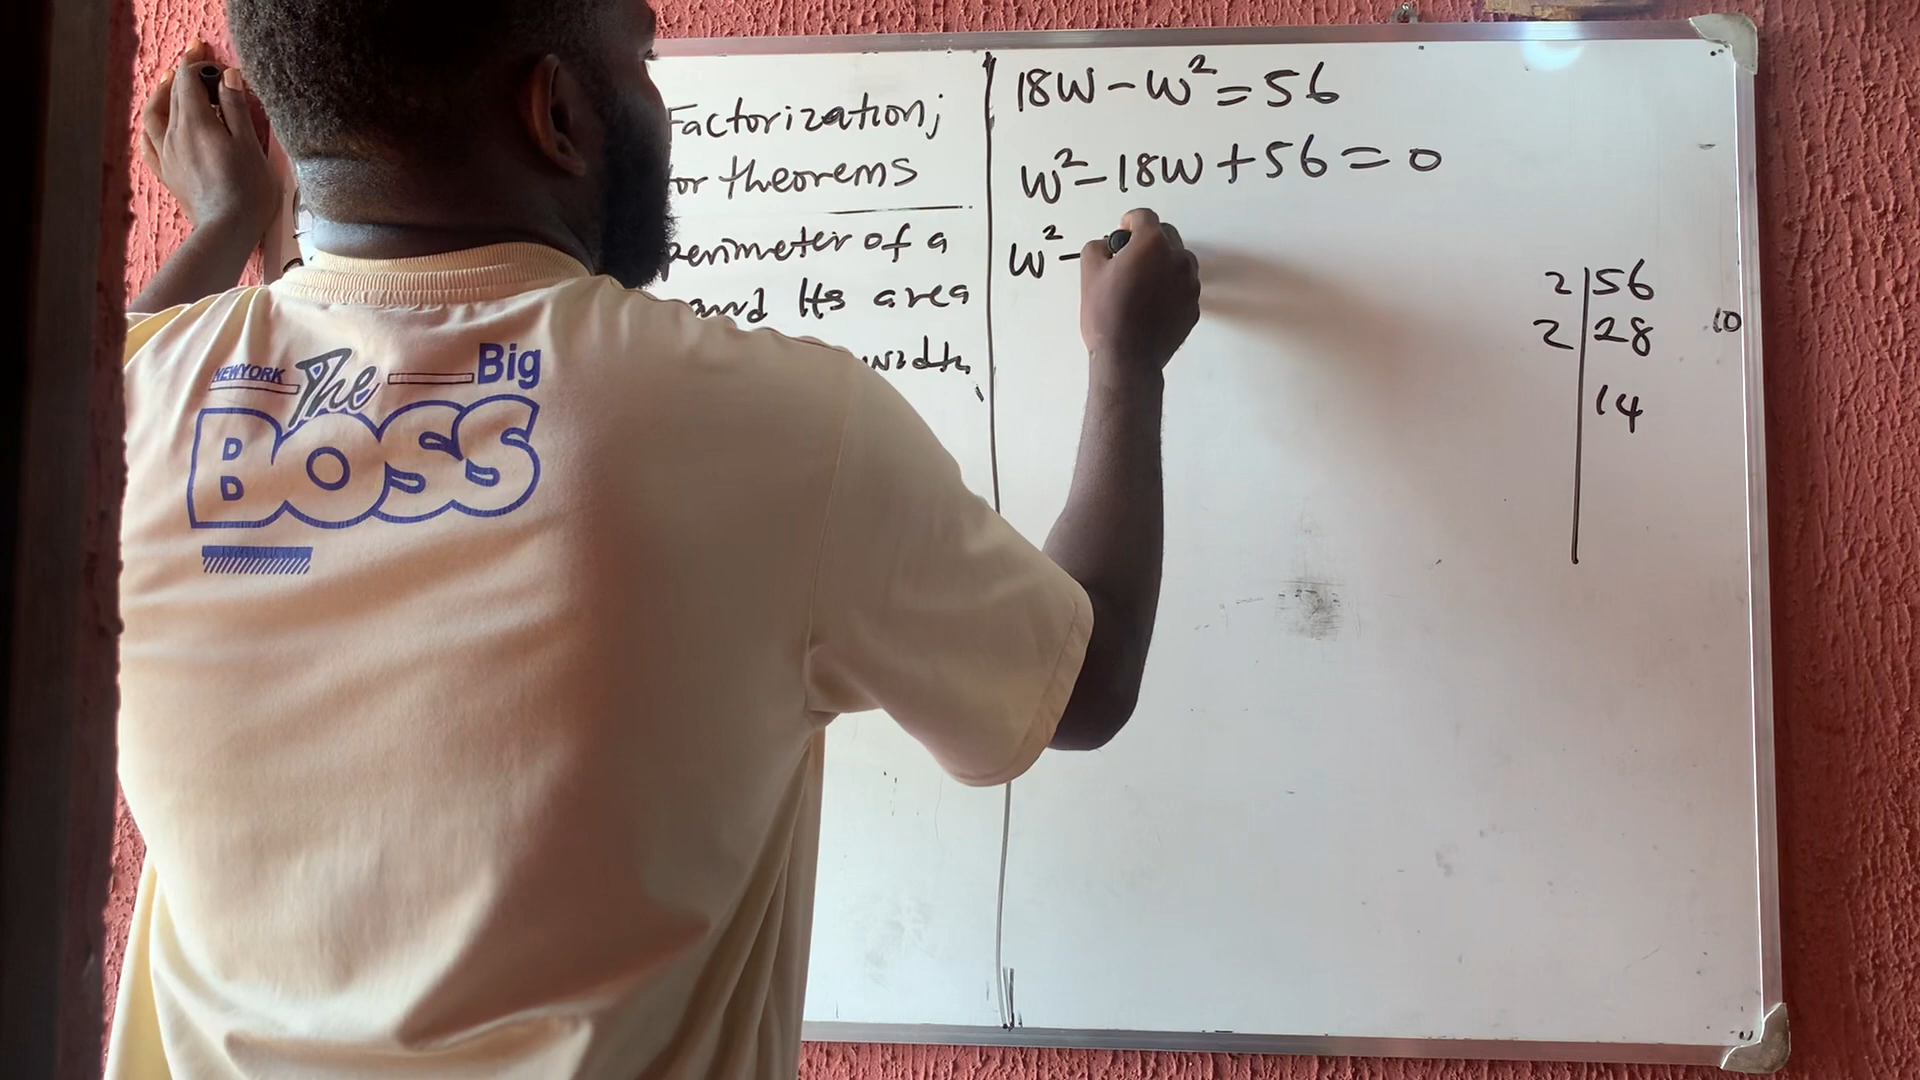 Factorization;
or theorems
perimeter of a
and its area
width
18W - W² = 56
W² - 18W + 56 = 0
W² -
2 56
2 28
14
10
NEWYORK The Big
BOSS